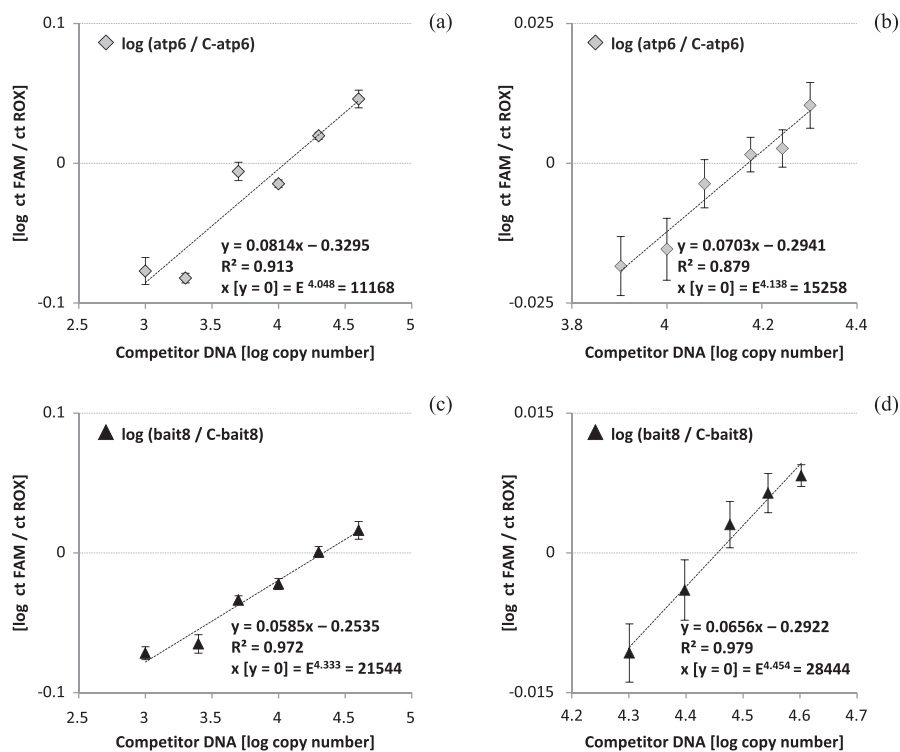 (a)
log (atp6 / C-atp6)
[log ct FAM / ct ROX]
0.1
0
-0.1
y = 0.0814x – 0.3295
R² = 0.913
x [y = 0] = E 4.048 = 11168
2.5 3 3.5 4 4.5 5
Competitor DNA [log copy number]
(b)
log (atp6 / C-atp6)
[log ct FAM / ct ROX]
0.025
0
-0.025
y = 0.0703x – 0.2941
R² = 0.879
x [y = 0] = E4.138 = 15258
3.8 4 4.2 4.4
Competitor DNA [log copy number]
(c)
log (bait8 / C-bait8)
[log ct FAM / ct ROX]
0.1
0
-0.1
y = 0.0585x – 0.2535
R² = 0.972
x [y = 0] = E4.333 = 21544
2.5 3 3.5 4 4.5 5
Competitor DNA [log copy number]
(d)
log (bait8 / C-bait8)
[log ct FAM / ct ROX]
0.015
0
-0.015
y = 0.0656x – 0.2922
R² = 0.979
x [y = 0] = E4.454 = 28444
4.2 4.3 4.4 4.5 4.6 4.7
Competitor DNA [log copy number]